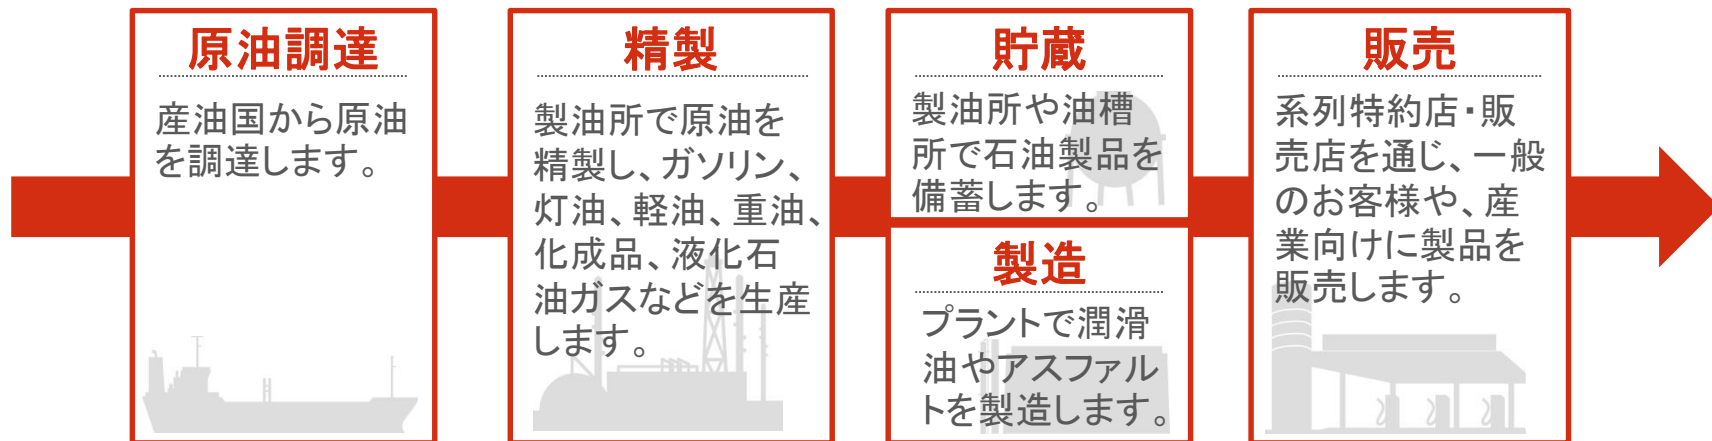 原油調達
産油国から原油
を調達します。
精製
製油所で原油を
精製し、ガソリン、
灯油、軽油、重油、
化成品、液化石
油ガスなどを生産
します。
貯蔵
製油所や油槽
所で石油製品を
備蓄します。
製造
プラントで潤滑
油やアスファル
トを製造します。
販売
系列特約店・販
売店を通じ、一般
のお客様や、産
業向けに製品を
販売します。